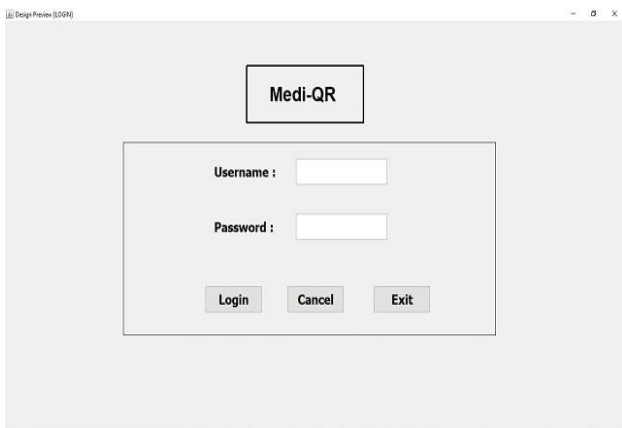 Design Preview [LOGIN]
Medi-QR
Username :
Password :
Login Cancel Exit